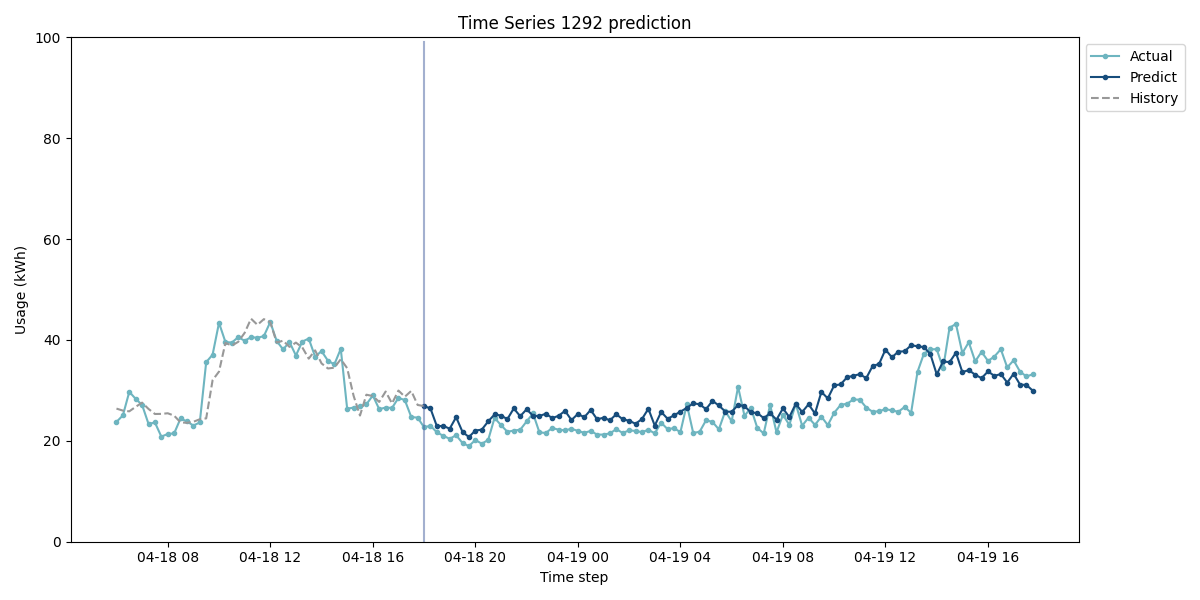 Time Series 1292 prediction
Usage (kWh)
100
80
60
40
20
0
04-18 08
04-18 12
04-18 16
04-18 20
04-19 00
04-19 04
04-19 08
04-19 12
04-19 16
Time step
Actual
Predict
History